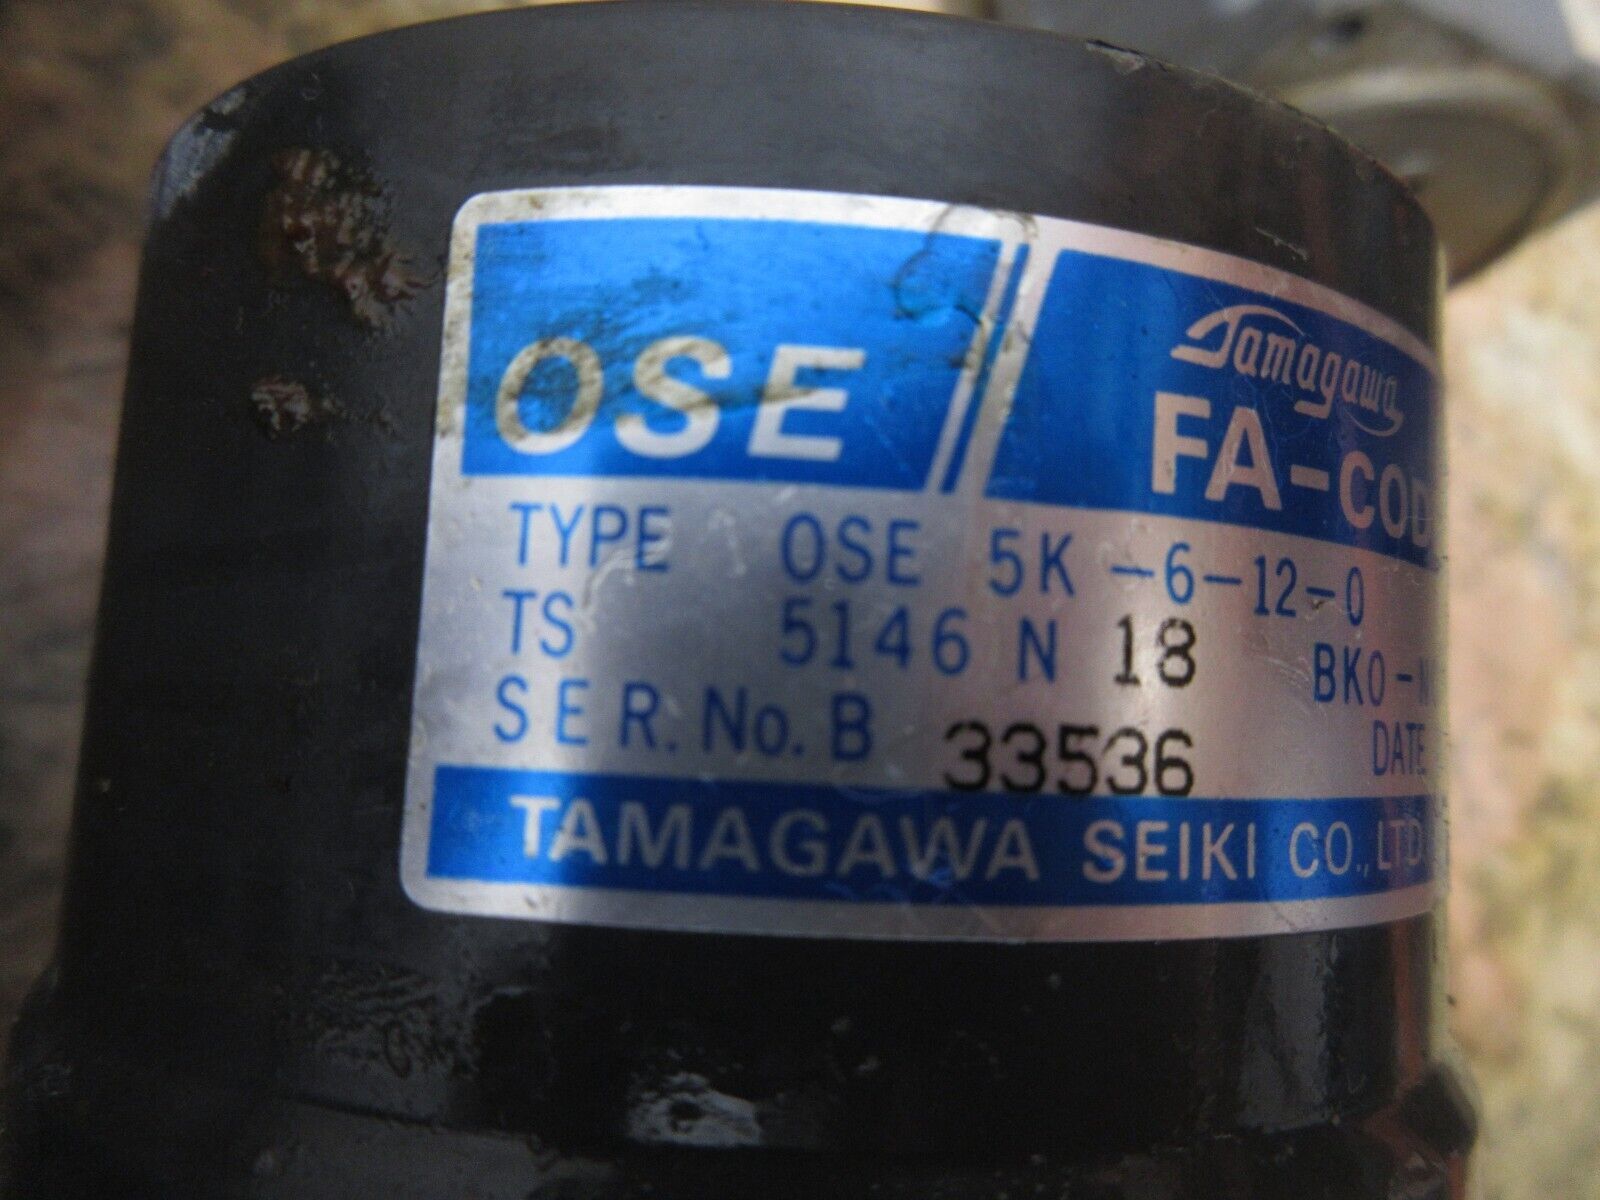 OSE
Tamagawa
FA-COD
TYPE OSE 5K -6-12-0
TS 5146 N 18 BKO-N
SER. No. B 33536 DATE
TAMAGAWA SEIKI CO., LTD